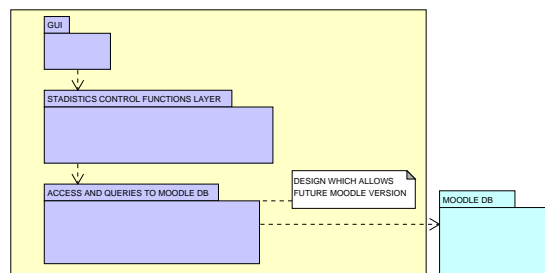 GUI
STADISTICS CONTROL FUNCTIONS LAYER
ACCESS AND QUERIES TO MOODLE DB
DESIGN WHICH ALLOWS
FUTURE MOODLE VERSION
MOODLE DB